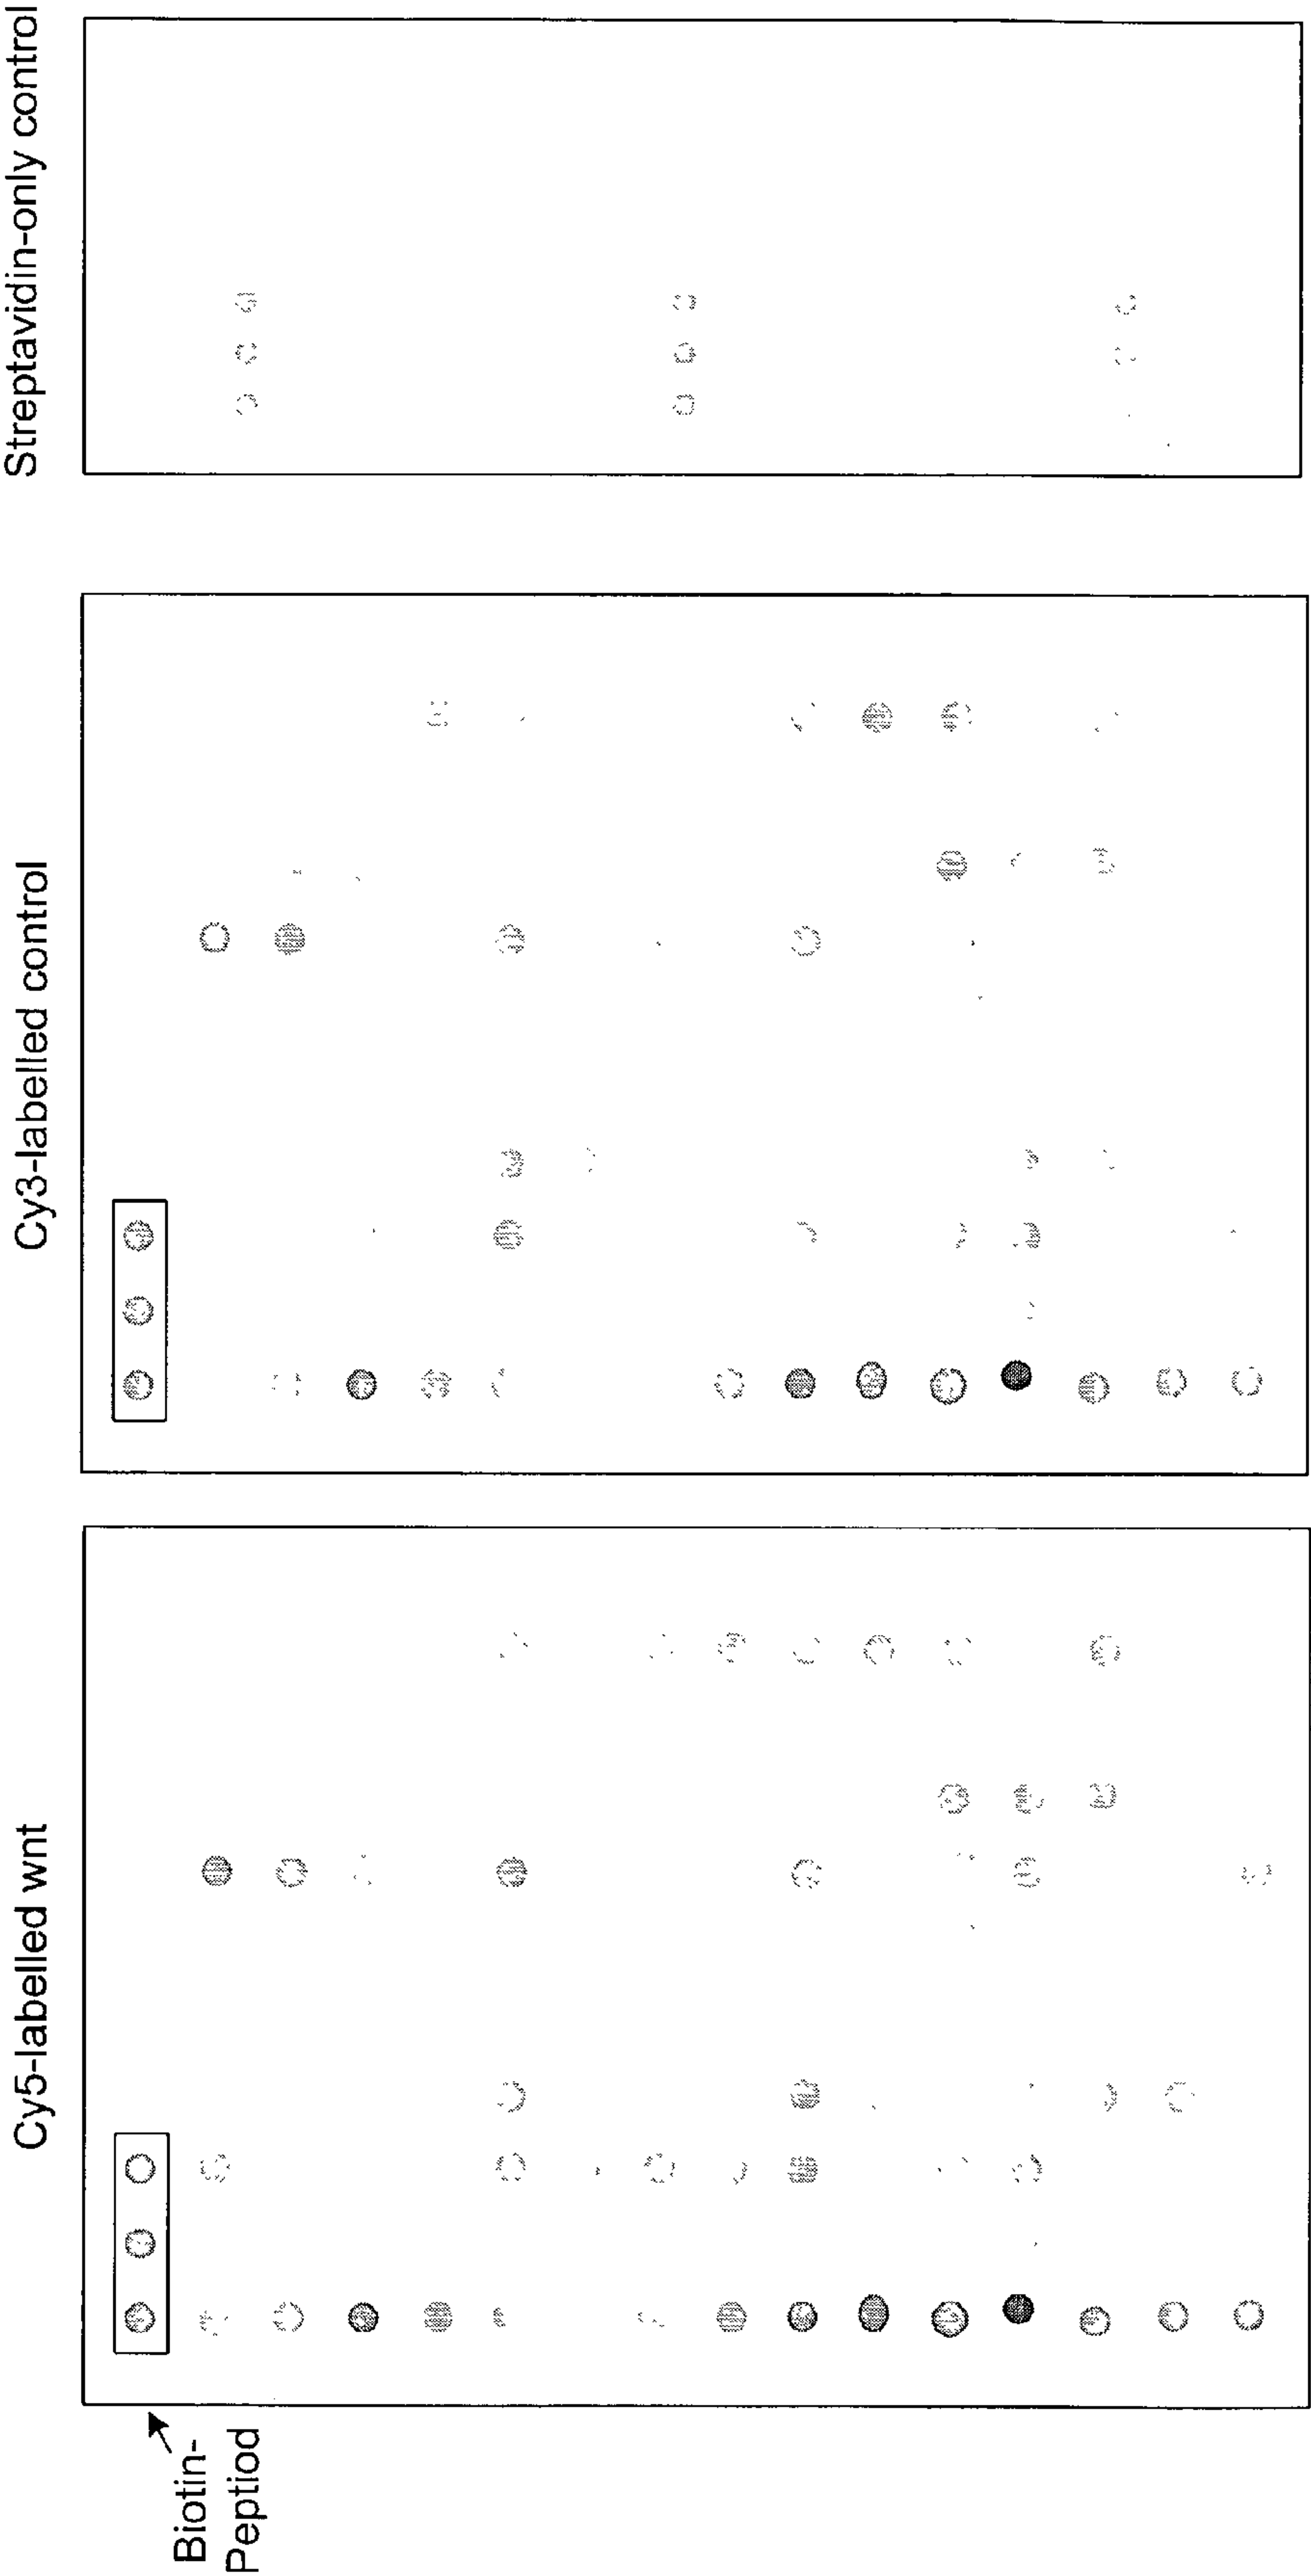 Biotin-
Peptiod
Cy5-labelled wnt
Cy3-labelled control
Streptavidin-only control